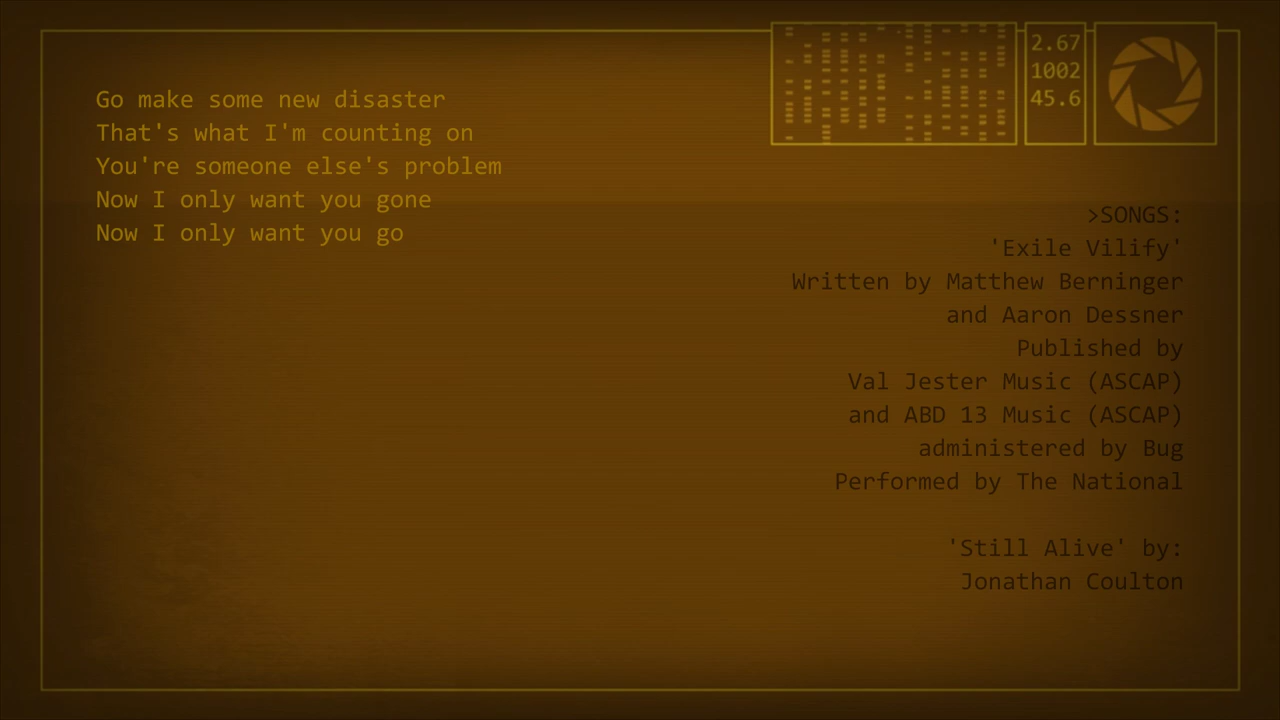 Go make some new disaster
That's what I'm counting on
You're someone else's problem
Now I only want you gone
Now I only want you go
2.67
1002
45.6
>SONGS:
'Exile Vilify'
Written by Matthew Berninger
and Aaron Dessner
Published by
Val Jester Music (ASCAP)
and ABD 13 Music (ASCAP)
administered by Bug
Performed by The National
'Still Alive' by:
Jonathan Coulton